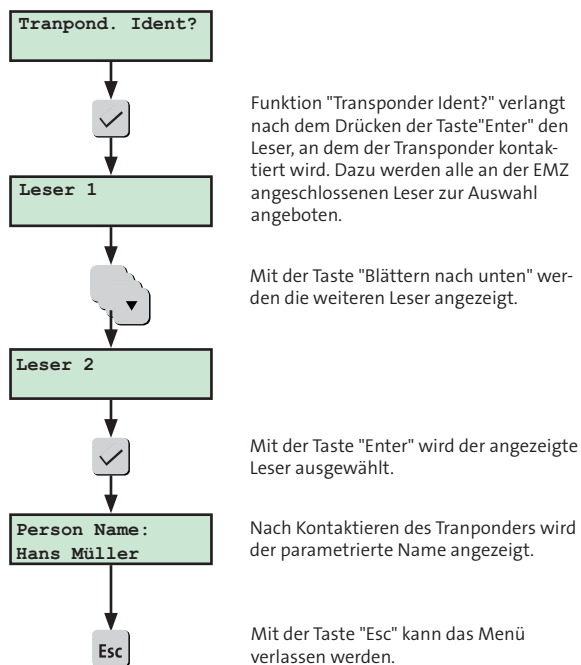 Tranpond. Ident?
Funktion "Transponder Ident?" verlangt
nach dem Drücken der Taste"Enter" den
Leser, an dem der Transponder kontak-
tiert wird. Dazu werden alle an der EMZ
angeschlossenen Leser zur Auswahl
angeboten.
Leser 1
Mit der Taste "Blättern nach unten" wer-
den die weiteren Leser angezeigt.
Leser 2
Mit der Taste "Enter" wird der angezeigte
Leser ausgewählt.
Person Name:
Hans Müller
Nach Kontaktieren des Tranponders wird
der parametrierte Name angezeigt.
Esc
Mit der Taste "Esc" kann das Menü
verlassen werden.